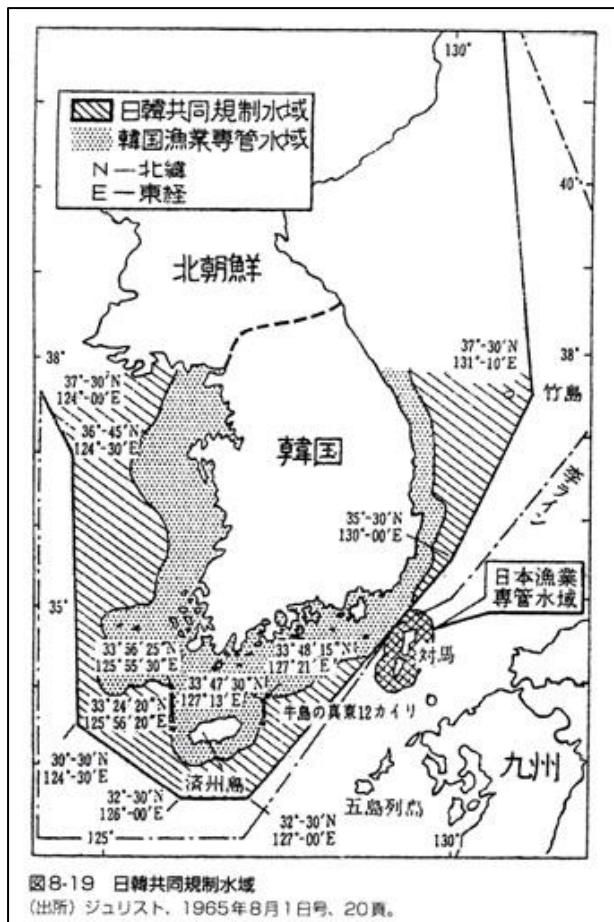 130°
日韓共同規制水域
韓国漁業専管水域
N―北緯
E―東経
40°
北朝鮮
38°
37°-30′N
131°-10′E
38°
37°-30′N
124°-00′E
竹島
36°-45′N
124°-30′E
韓国
李ライン
35°-30′N
130°-00′E
日本漁業
専管水域
35°
33°56′25″N
125°55′30″E
33°48′15″N
127°21′E
対馬
33°47′30″N
127°13′E
33°24′20″N
125°56′20″E
牛島の真東12カイリ
九州
30°-30′N
124°-30′E
済州島
五島列島
32°-30′N
126°-00′E
32°-30′N
127°-00′E
125°
130°
図8-19 日韓共同規制水域
(出所) ジュリスト、1965年8月1日号、20頁。